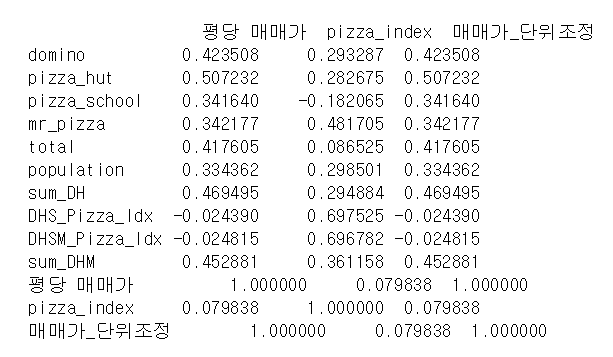 평당 매매가 pizza_index 매매가_단위조정
domino 0.423508 0.293287 0.423508
pizza_hut 0.507232 0.282675 0.507232
pizza_school 0.341640 -0.182065 0.341640
mr_pizza 0.342177 0.481705 0.342177
total 0.417605 0.086525 0.417605
population 0.334362 0.298501 0.334362
sum_DH 0.469495 0.294884 0.469495
DHS_Pizza_Idx -0.024390 0.697525 -0.024390
DHSM_Pizza_Idx -0.024815 0.696782 -0.024815
sum_DHM 0.452881 0.361158 0.452881
평당 매매가 1.000000 0.079838 1.000000
pizza_index 0.079838 1.000000 0.079838
매매가_단위조정 1.000000 0.079838 1.000000